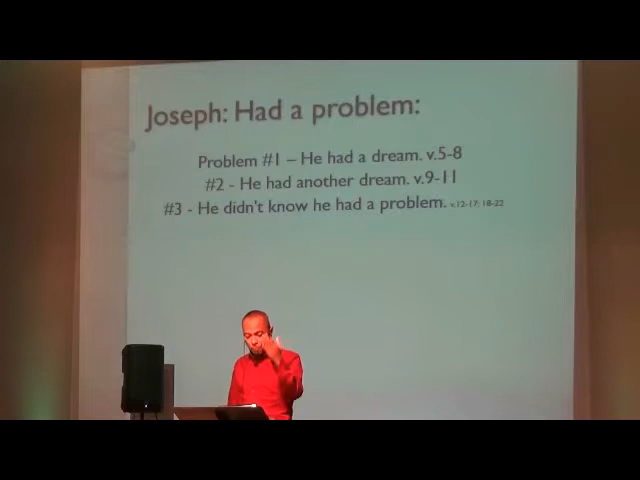 Joseph: Had a problem:
Problem #1 – He had a dream. v.5-8
#2 - He had another dream. v.9-11
#3 - He didn't know he had a problem. v.12-17; 18-22